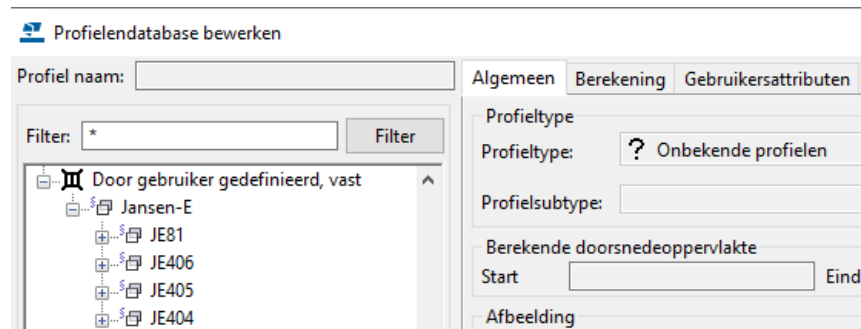 Profielendatabase bewerken
Profiel naam:
Algemeen Berekening Gebruikersattributen
Filter: * Filter
Door gebruiker gedefinieerd, vast
Jansen-E
JE81
JE406
JE405
JE404
Profieltype
Profieltype: ? Onbekende profielen
Profielsubtype:
Berekende doorsnedeoppervlakte
Start Eind
Afbeelding